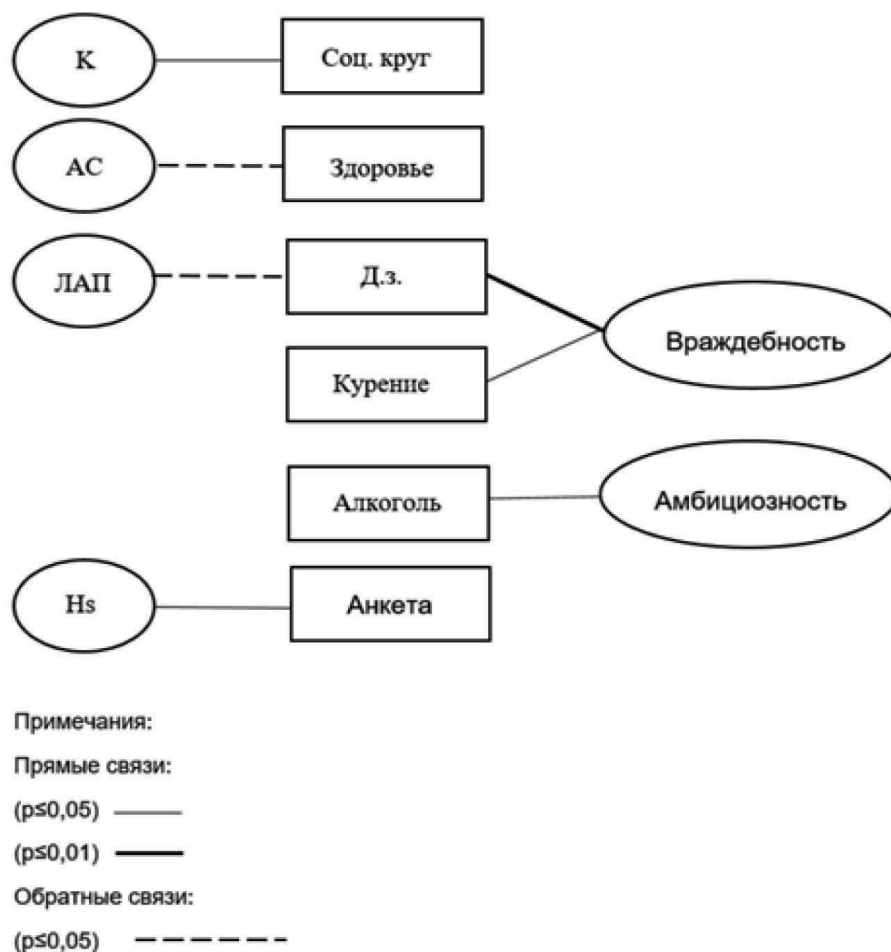 К
Соц. круг
АС
Здоровье
ЛАП
Д.з.
Враждебность
Курение
Алкоголь
Амбициозность
Hs
Анкета
Примечания:
Прямые связи:
(p≤0,05)
(p≤0,01)
Обратные связи:
(p≤0,05)